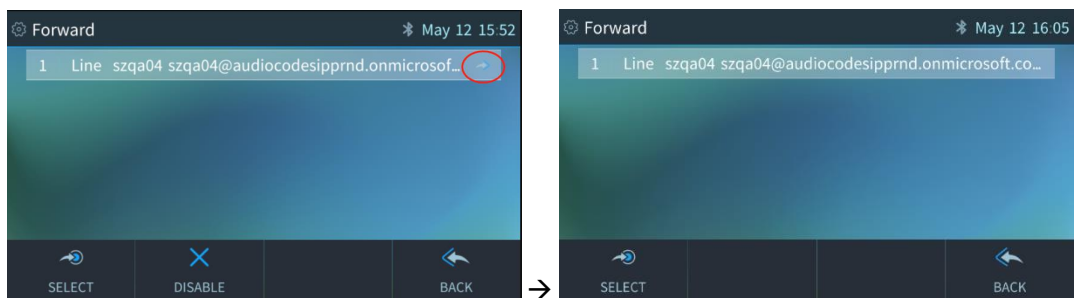 Forward May 12 15:52
1 Line szqa04 szqa04@audiocodesipprnd.onmicrosof...
SELECT DISABLE BACK
→
Forward May 12 16:05
1 Line szqa04 szqa04@audiocodesipprnd.onmicrosoft.co...
SELECT BACK